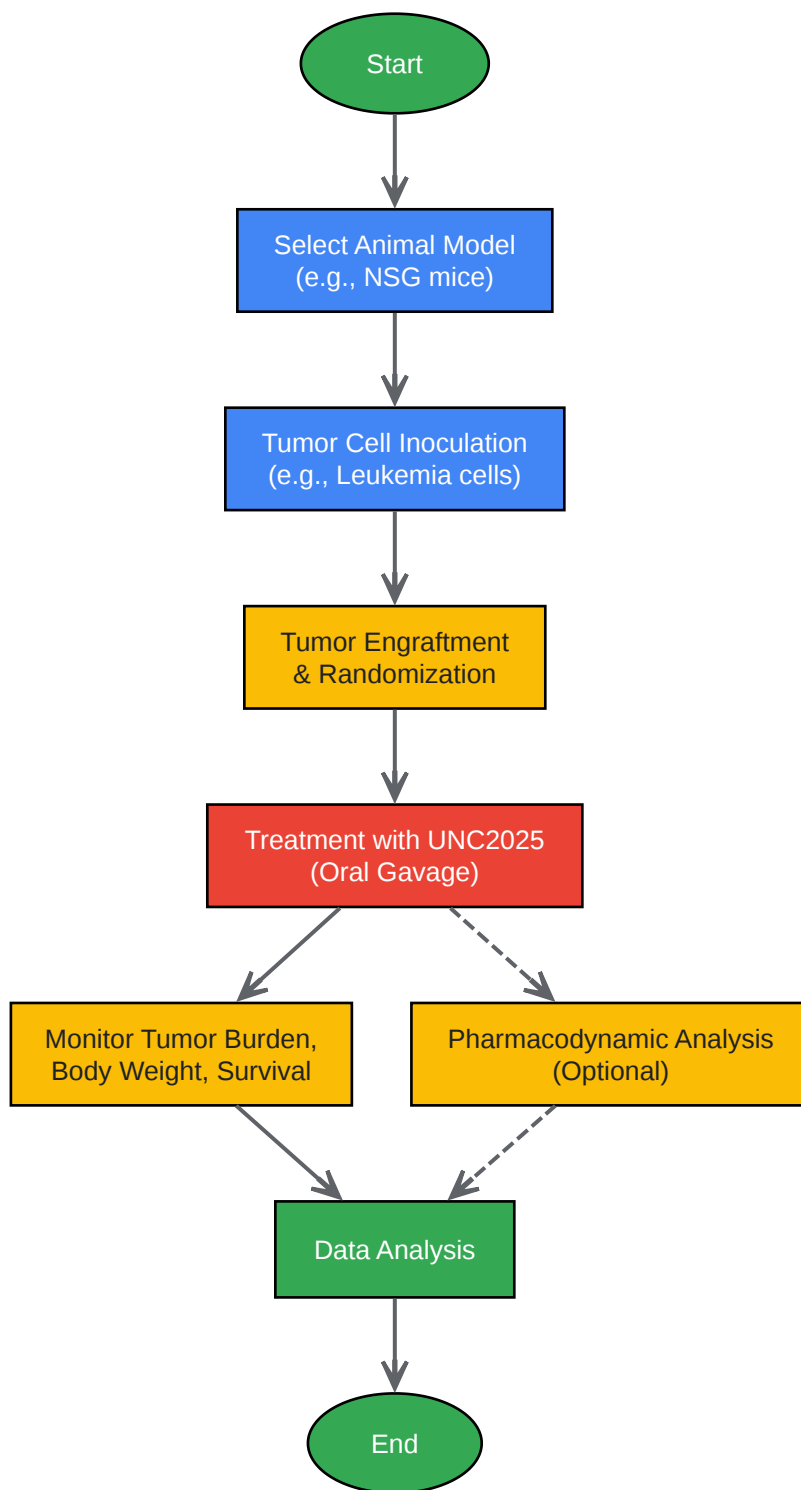 Start
Select Animal Model
(e.g., NSG mice)
Tumor Cell Inoculation
(e.g., Leukemia cells)
Tumor Engraftment
& Randomization
Treatment with UNC2025
(Oral Gavage)
Monitor Tumor Burden,
Body Weight, Survival
Pharmacodynamic Analysis
(Optional)
Data Analysis
End